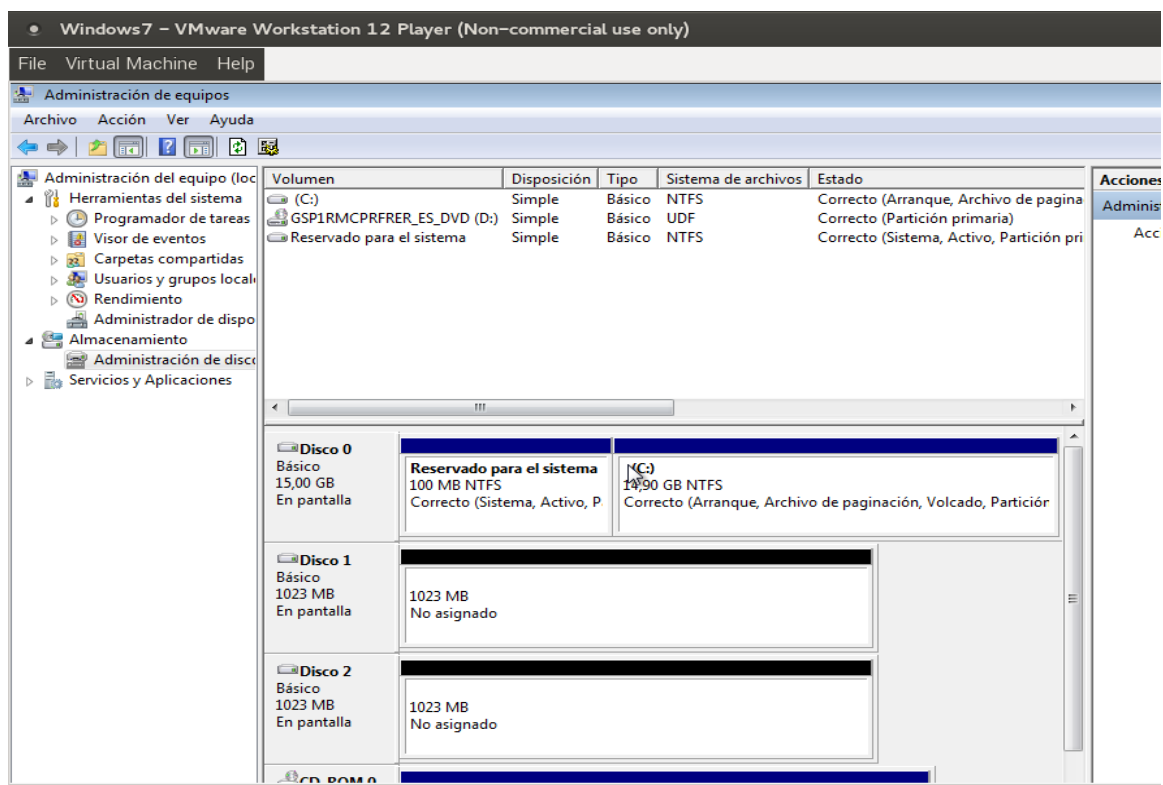 Windows7 – VMware Workstation 12 Player (Non-commercial use only)
File Virtual Machine Help
Administración de equipos
Archivo Acción Ver Ayuda
Administración del equipo (loc
Herramientas del sistema
Programador de tareas
Visor de eventos
Carpetas compartidas
Usuarios y grupos local
Rendimiento
Administrador de dispo
Almacenamiento
Administración de disco
Servicios y Aplicaciones
Volumen Disposición Tipo Sistema de archivos Estado
(C:) Simple Básico NTFS Correcto (Arranque, Archivo de pagina
GSP1RMCPRFRER_ES_DVD (D:) Simple Básico UDF Correcto (Partición primaria)
Reservado para el sistema Simple Básico NTFS Correcto (Sistema, Activo, Partición pri
Acciones
Adminis
Acc
Disco 0
Básico
15,00 GB
En pantalla
Reservado para el sistema
100 MB NTFS
Correcto (Sistema, Activo, P
(C:)
14,90 GB NTFS
Correcto (Arranque, Archivo de paginación, Volcado, Partición
Disco 1
Básico
1023 MB
En pantalla
1023 MB
No asignado
Disco 2
Básico
1023 MB
En pantalla
1023 MB
No asignado
CD-ROM 0